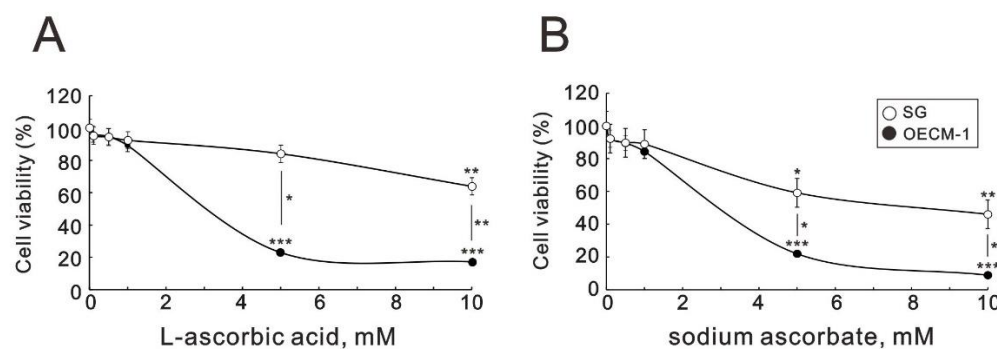 A
Cell viability (%)
120
100
80
60
40
20
0
0 2 4 6 8 10
L-ascorbic acid, mM
*
***
**
**
***
B
Cell viability (%)
120
100
80
60
40
20
0
0 2 4 6 8 10
sodium ascorbate, mM
*
*
***
**
*
***
SG
OECM-1